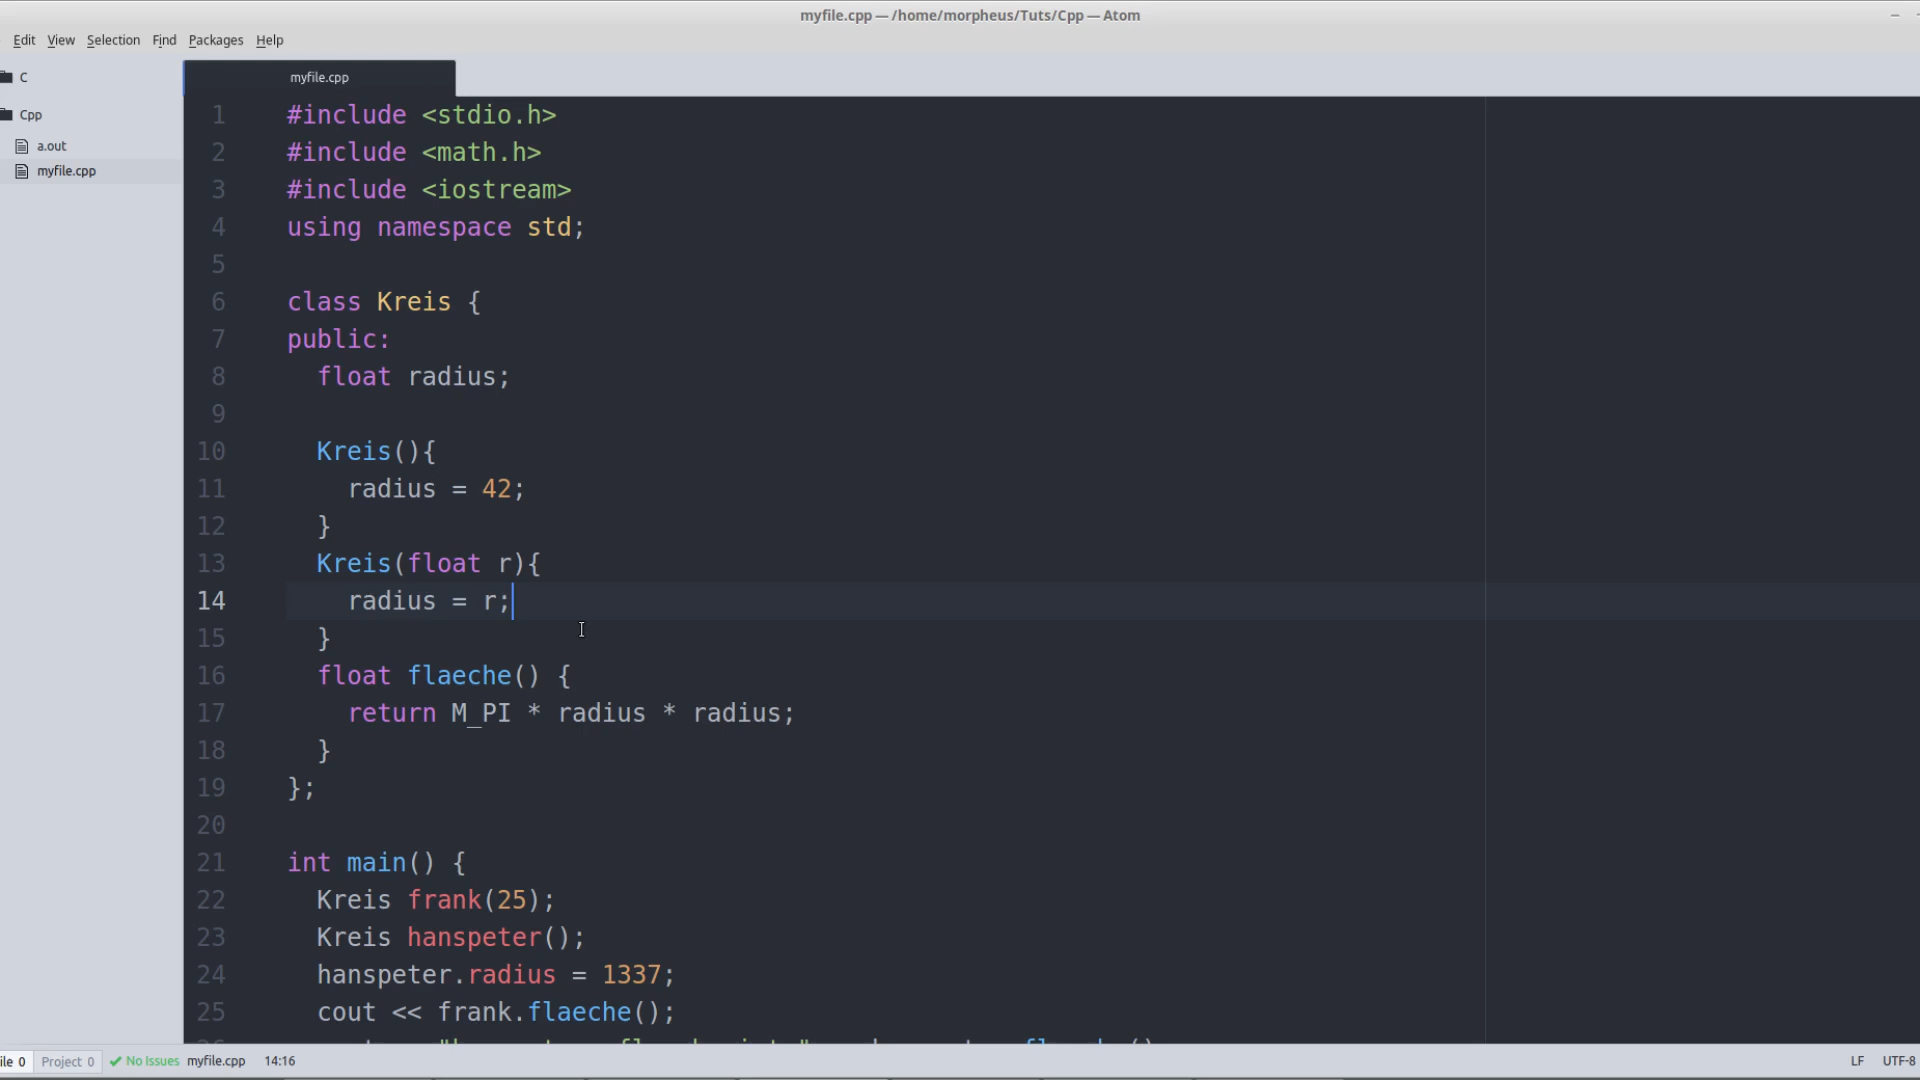 myfile.cpp — /home/morpheus/Tuts/Cpp — Atom
Edit View Selection Find Packages Help
C
Cpp
a.out
myfile.cpp
myfile.cpp
1 #include <stdio.h>
2 #include <math.h>
3 #include <iostream>
4 using namespace std;
5
6 class Kreis {
7 public:
8   float radius;
9
10   Kreis(){
11     radius = 42;
12   }
13   Kreis(float r){
14     radius = r;
15   }
16   float flaeche() {
17     return M_PI * radius * radius;
18   }
19 };
20
21 int main() {
22   Kreis frank(25);
23   Kreis hanspeter();
24   hanspeter.radius = 1337;
25   cout << frank.flaeche();
ile 0 Project 0 No Issues myfile.cpp 14:16 LF UTF-8